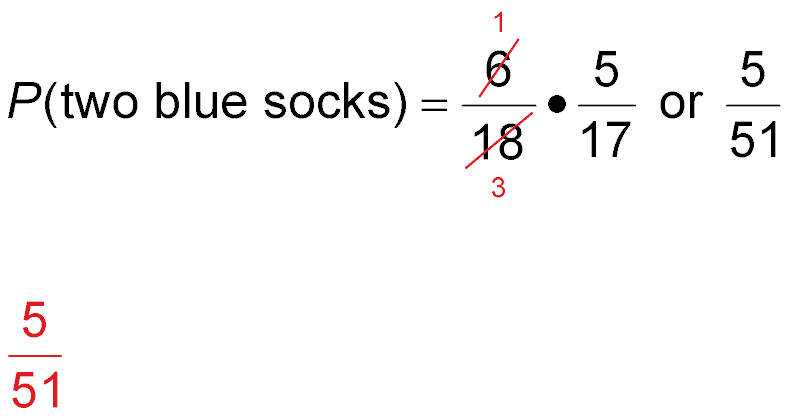 1
P(two blue socks) = 6/18 • 5/17 or 5/51
3
5/51